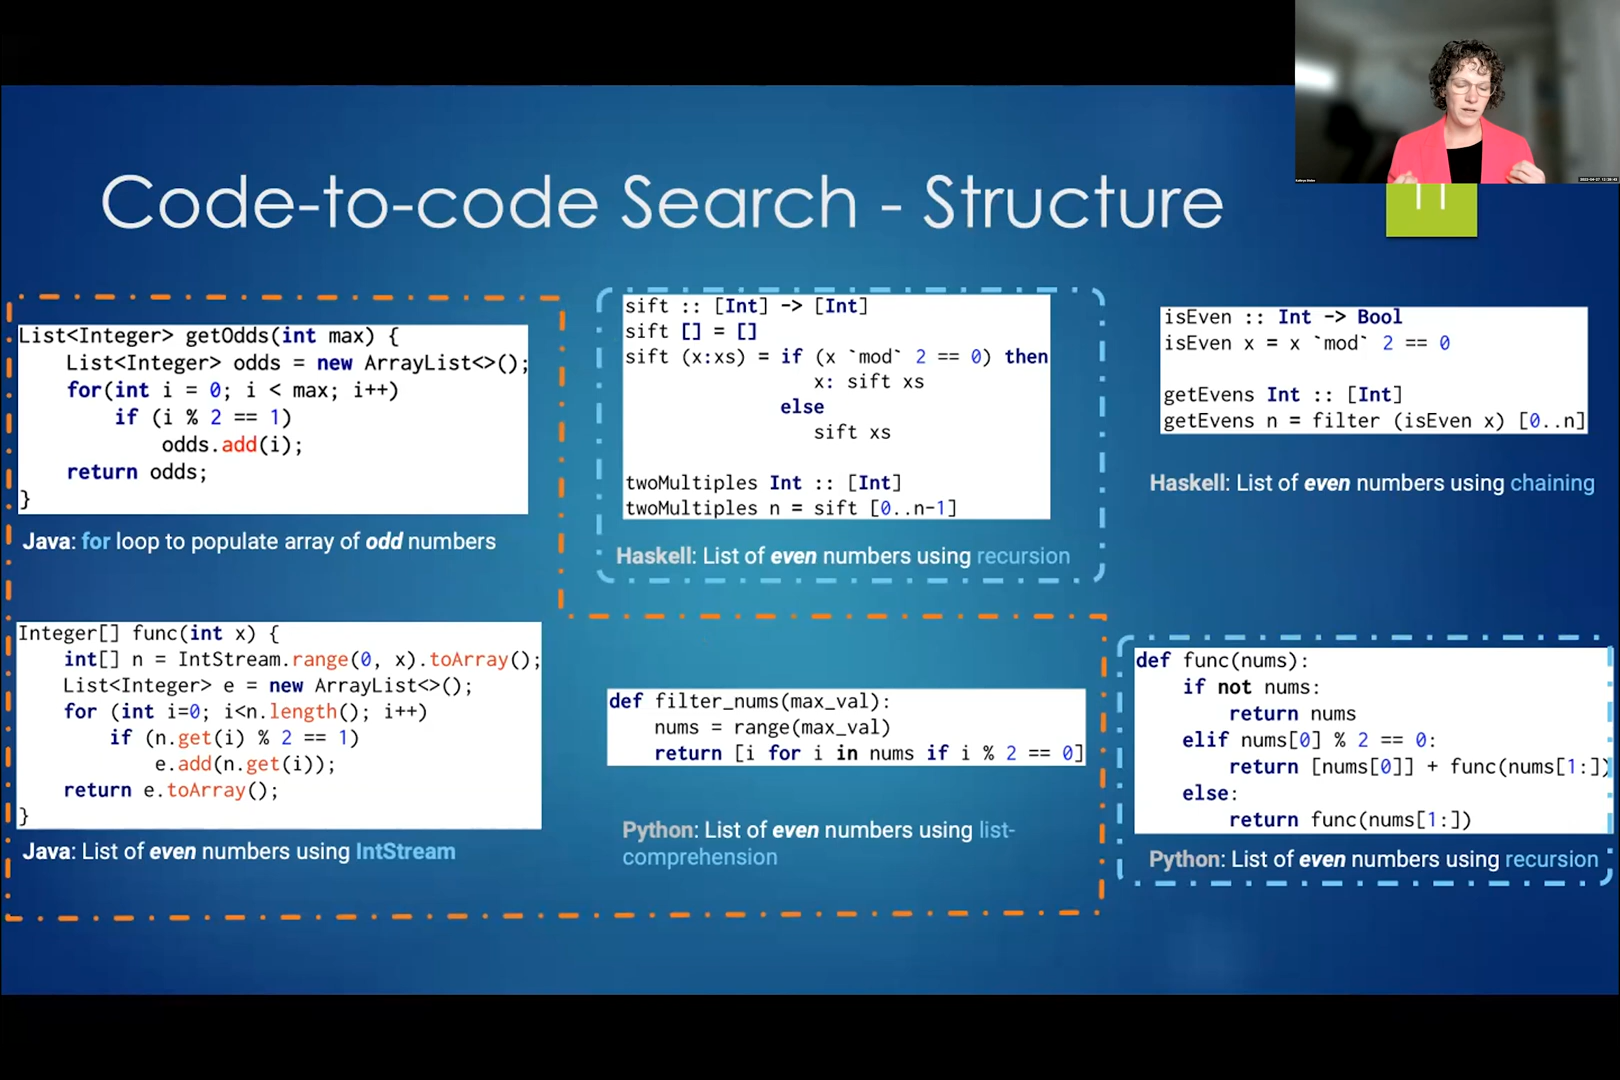 Code-to-code Search - Structure
List<Integer> getOdds(int max) {
List<Integer> odds = new ArrayList<>();
for(int i = 0; i < max; i++)
if (i % 2 == 1)
odds.add(i);
return odds;
}
Java: for loop to populate array of odd numbers
sift :: [Int] -> [Int]
sift [] = []
sift (x:xs) = if (x `mod` 2 == 0) then
x: sift xs
else
sift xs
twoMultiples Int :: [Int]
twoMultiples n = sift [0..n-1]
Haskell: List of even numbers using recursion
isEven :: Int -> Bool
isEven x = x `mod` 2 == 0
getEvens Int :: [Int]
getEvens n = filter (isEven x) [0..n]
Haskell: List of even numbers using chaining
Integer[] func(int x) {
int[] n = IntStream.range(0, x).toArray();
List<Integer> e = new ArrayList<>();
for (int i=0; i<n.length(); i++)
if (n.get(i) % 2 == 1)
e.add(n.get(i));
return e.toArray();
}
Java: List of even numbers using IntStream
def filter_nums(max_val):
nums = range(max_val)
return [i for i in nums if i % 2 == 0]
Python: List of even numbers using list-
comprehension
def func(nums):
if not nums:
return nums
elif nums[0] % 2 == 0:
return [nums[0]] + func(nums[1:])
else:
return func(nums[1:])
Python: List of even numbers using recursion